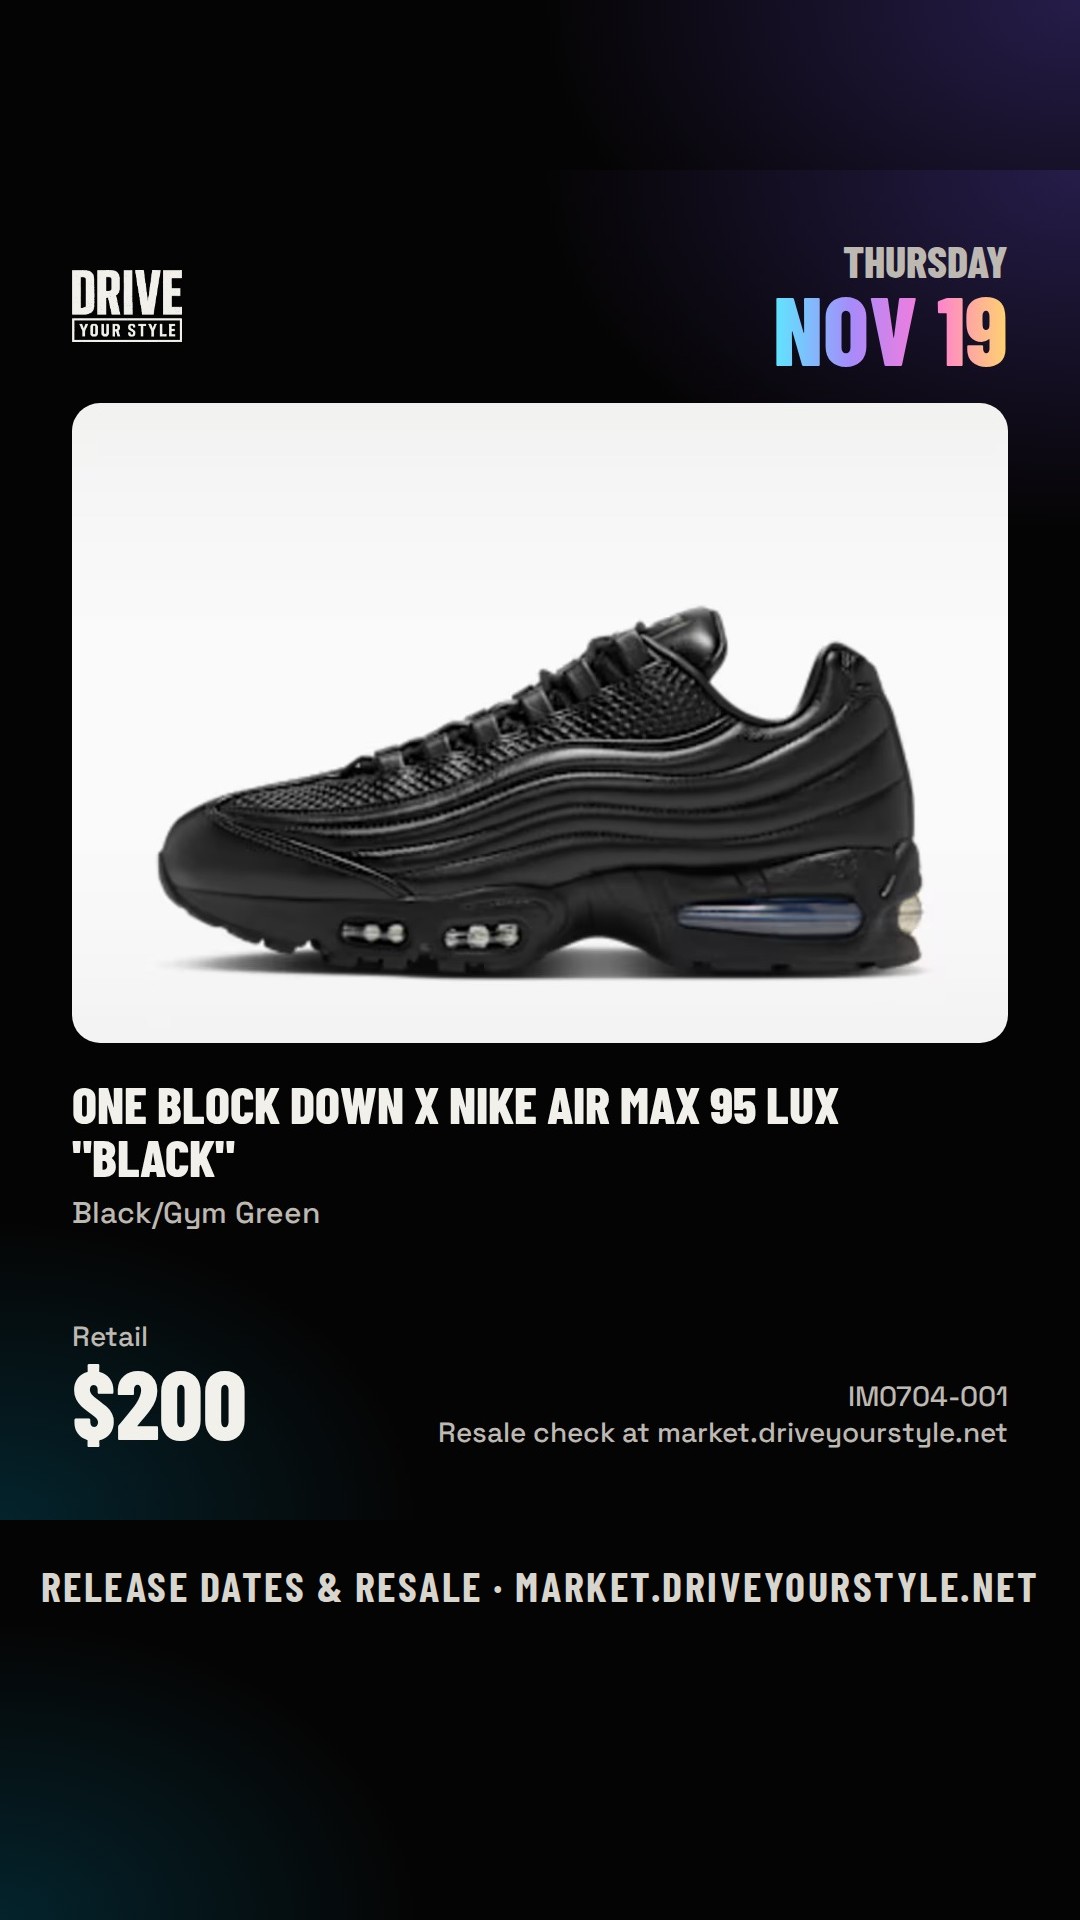 DRIVE
YOUR STYLE
THURSDAY
NOV 19
ONE BLOCK DOWN X NIKE AIR MAX 95 LUX
"BLACK"
Black/Gym Green
Retail
$200
IM0704-001
Resale check at market.driveyourstyle.net
RELEASE DATES & RESALE · MARKET.DRIVEYOURSTYLE.NET